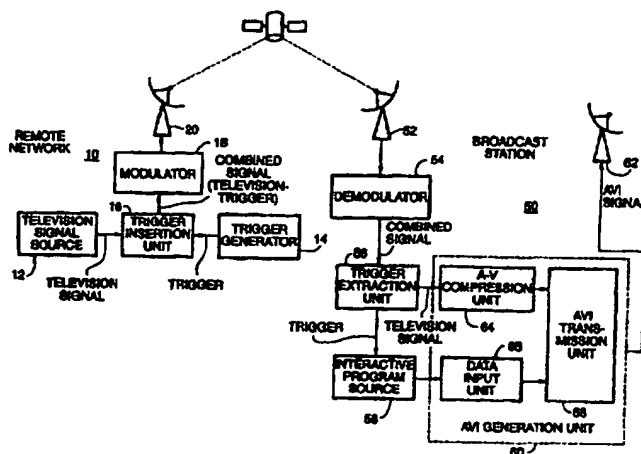 REMOTE
NETWORK
10
20
MODULATOR
18
COMBINED
SIGNAL
(TELEVISION-
TRIGGER)
16
TELEVISION
SIGNAL
SOURCE
12
TELEVISION
SIGNAL
TRIGGER
INSERTION
UNIT
TRIGGER
TRIGGER
GENERATOR
14
52
BROADCAST
STATION
50
DEMODULATOR
54
COMBINED
SIGNAL
56
TRIGGER
EXTRACTION
UNIT
TRIGGER
TELEVISION
SIGNAL
INTERACTIVE
PROGRAM
SOURCE
58
A-V
COMPRESSION
UNIT
64
DATA
INPUT
UNIT
AVI
TRANS-
MISSION
UNIT
68
AVI GENERATION UNIT
60
62
AVI
SIGNAL